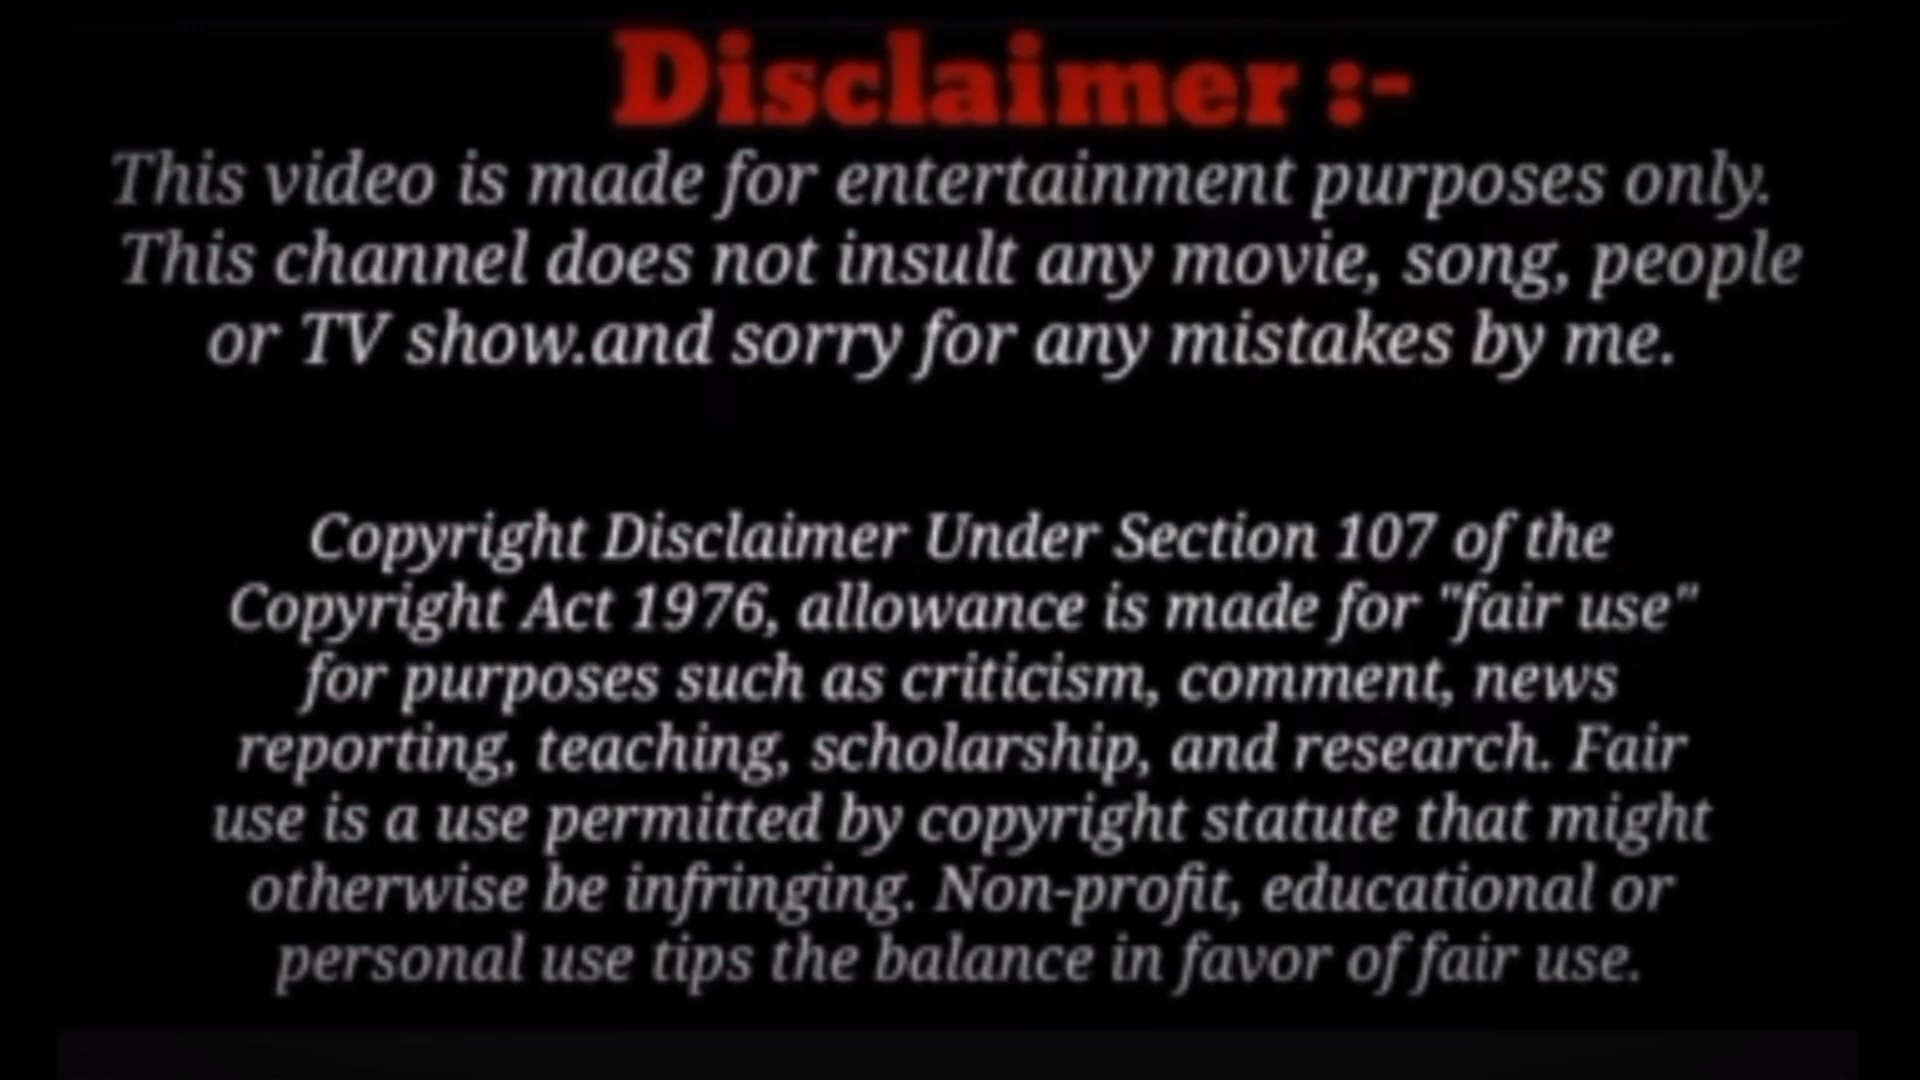 Disclaimer :-
This video is made for entertainment purposes only.
This channel does not insult any movie, song, people
or TV show.and sorry for any mistakes by me.
Copyright Disclaimer Under Section 107 of the
Copyright Act 1976, allowance is made for "fair use"
for purposes such as criticism, comment, news
reporting, teaching, scholarship, and research. Fair
use is a use permitted by copyright statute that might
otherwise be infringing. Non-profit, educational or
personal use tips the balance in favor of fair use.